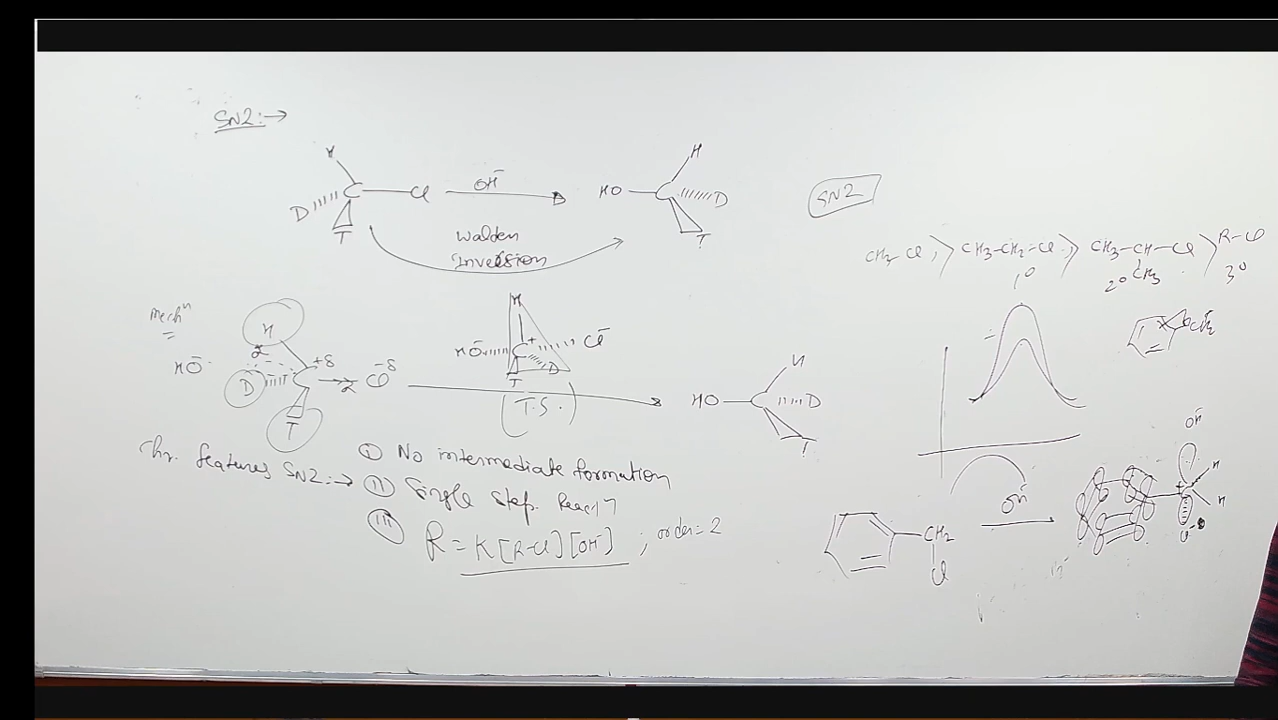 SN2:→
H
D C Cl OH⁻ HO C H D
T T
Walden
Inversion
Mechⁿ
HO⁻ H D C +δ Cl -δ
T
HO C + Cl⁻ H D
T
(T.S.)
HO C H D
Chr. features SN2:→ (I) No intermediate formation
(II) Single Step. Reacⁿ
(III) R = K[R-Cl][OH⁻] ; order = 2
SN2
CH3-Cl > CH3-CH2-Cl > CH3-CH-Cl > R-Cl
1° 2° CH3 3°
OH⁻
CH2 OH⁻ H
Cl H